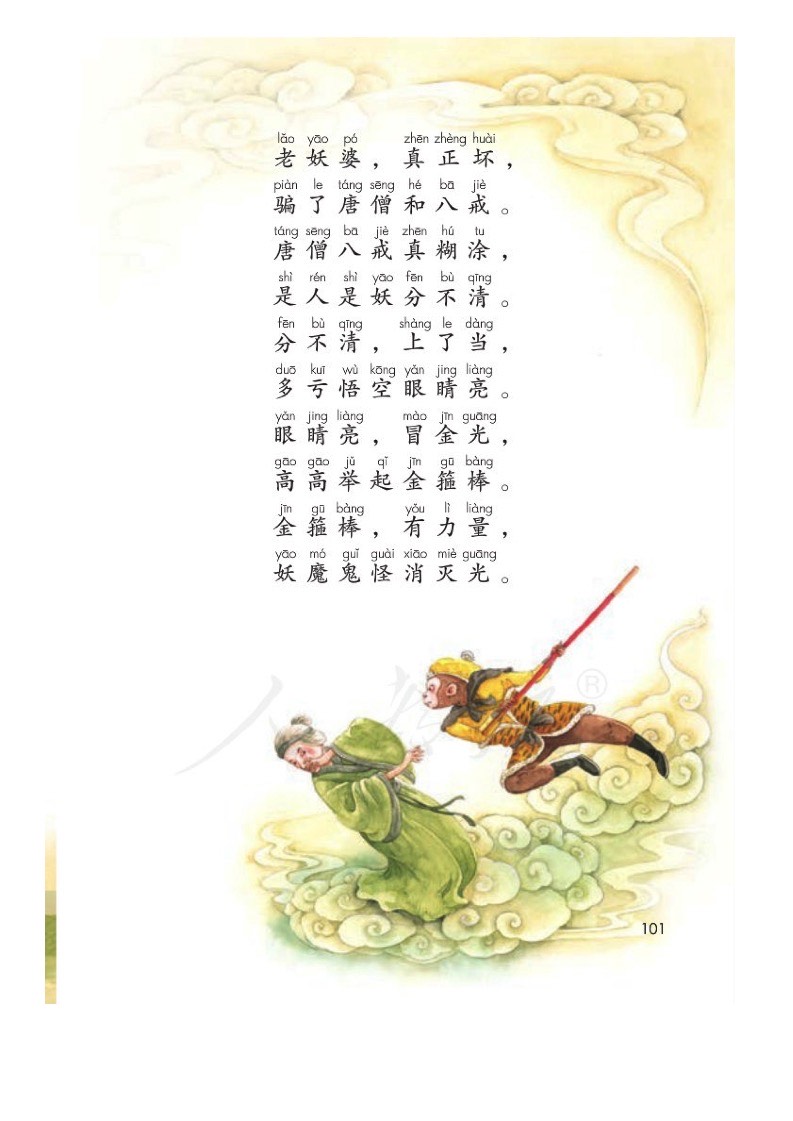 lǎo yāo pó zhēn zhèng huài
老妖婆，真正坏，
piàn le táng sēng hé bā jiè
骗了唐僧和八戒。
táng sēng bā jiè zhēn hú tu
唐僧八戒真糊涂，
shì rén shì yāo fēn bù qīng
是人是妖分不清。
fēn bù qīng shàng le dàng
分不清，上了当，
duō kuī wù kōng yǎn jing liàng
多亏悟空眼睛亮。
yǎn jing liàng mào jīn guāng
眼睛亮，冒金光，
gāo gāo jǔ qǐ jīn gū bàng
高高举起金箍棒。
jīn gū bàng yǒu lì liàng
金箍棒，有力量，
yāo mó guǐ guài xiāo miè guāng
妖魔鬼怪消灭光。
®
101